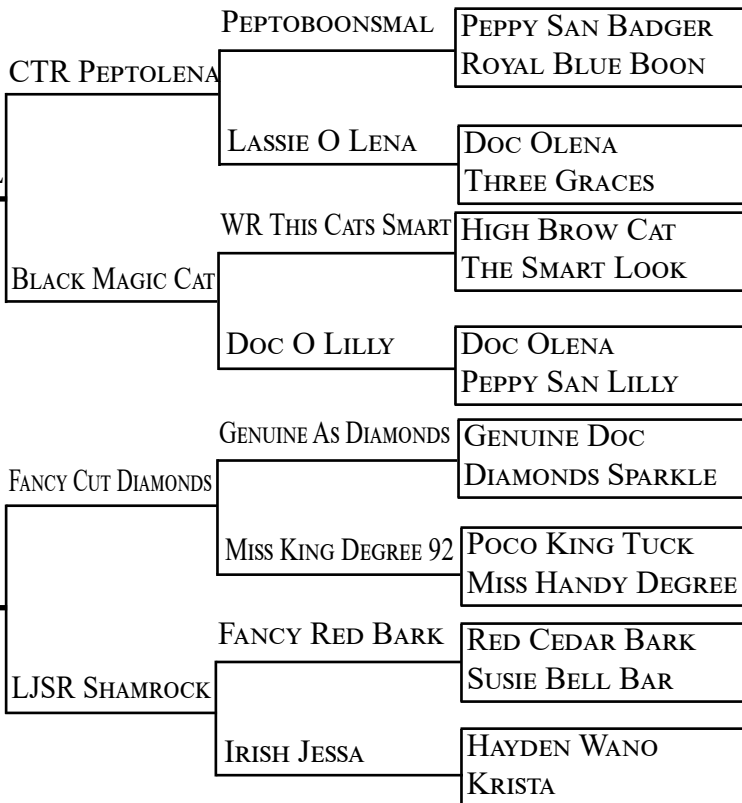 PEPTOBOONSMAL
PEPPY SAN BADGER
ROYAL BLUE BOON
CTR PEPTOLENA
LASSIE O LENA
DOC OLENA
THREE GRACES
WR THIS CATS SMART
HIGH BROW CAT
THE SMART LOOK
BLACK MAGIC CAT
DOC O LILLY
DOC OLENA
PEPPY SAN LILLY
GENUINE AS DIAMONDS
GENUINE DOC
DIAMONDS SPARKLE
FANCY CUT DIAMONDS
MISS KING DEGREE 92
POCO KING TUCK
MISS HANDY DEGREE
FANCY RED BARK
RED CEDAR BARK
SUSIE BELL BAR
LJSR SHAMROCK
IRISH JESSA
HAYDEN WANO
KRISTA